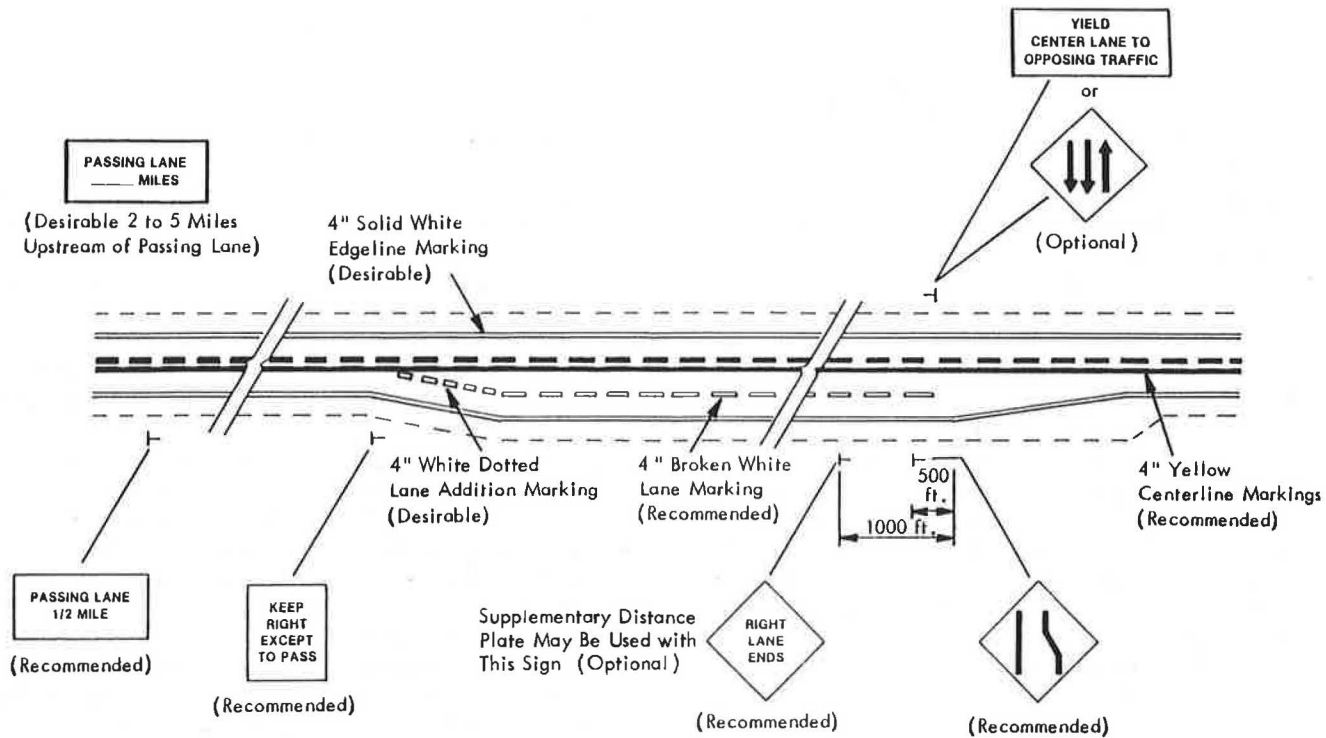 YIELD
CENTER LANE TO
OPPOSING TRAFFIC
or
(Optional)
PASSING LANE
___ MILES
(Desirable 2 to 5 Miles
Upstream of Passing Lane)
4" Solid White
Edgeline Marking
(Desirable)
4" White Dotted
Lane Addition Marking
(Desirable)
4" Broken White
Lane Marking
(Recommended)
500
ft.
1000 ft.
4" Yellow
Centerline Markings
(Recommended)
PASSING LANE
1/2 MILE
(Recommended)
KEEP
RIGHT
EXCEPT
TO PASS
(Recommended)
Supplementary Distance
Plate May Be Used with
This Sign (Optional)
RIGHT
LANE
ENDS
(Recommended)
(Recommended)